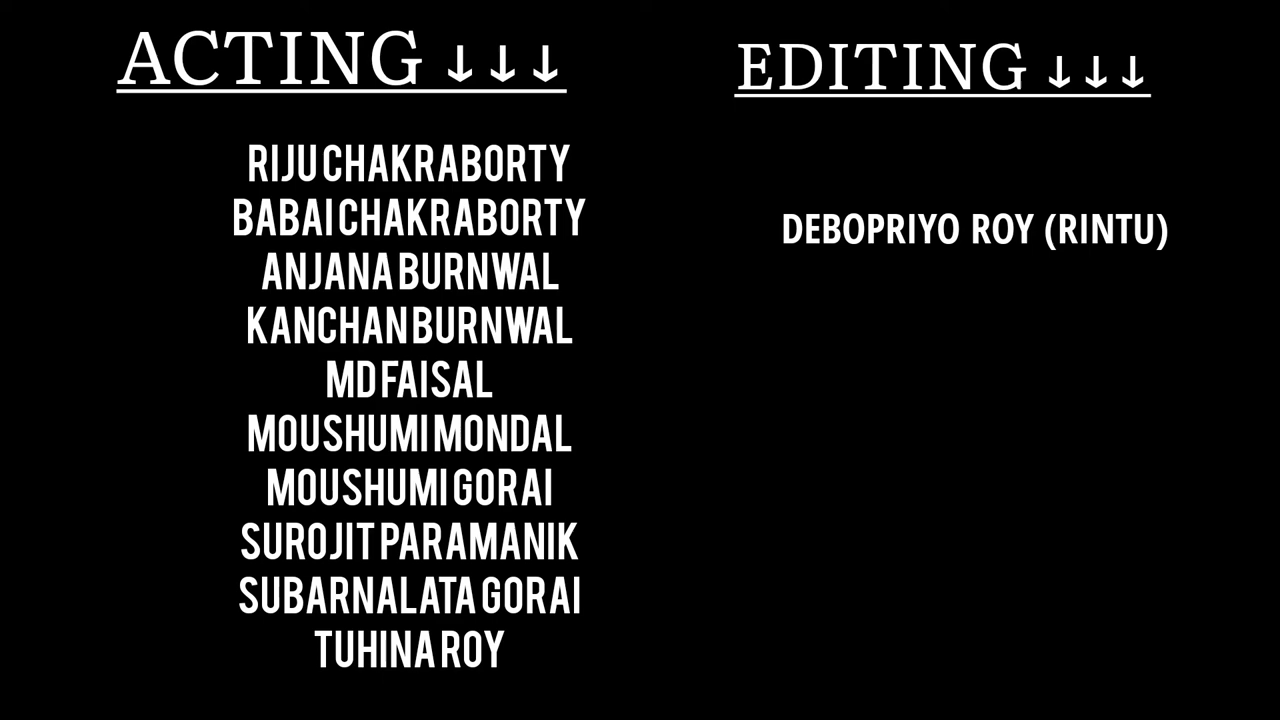 ACTING ↓↓↓
RIJU CHAKRABORTY
BABAI CHAKRABORTY
ANJANA BURNWAL
KANCHAN BURNWAL
MD FAISAL
MOUSHUMI MONDAL
MOUSHUMI GORAI
SUROJIT PARAMANIK
SUBARNALATA GORAI
TUHINA ROY
EDITING ↓↓↓
DEBOPRIYO ROY (RINTU)